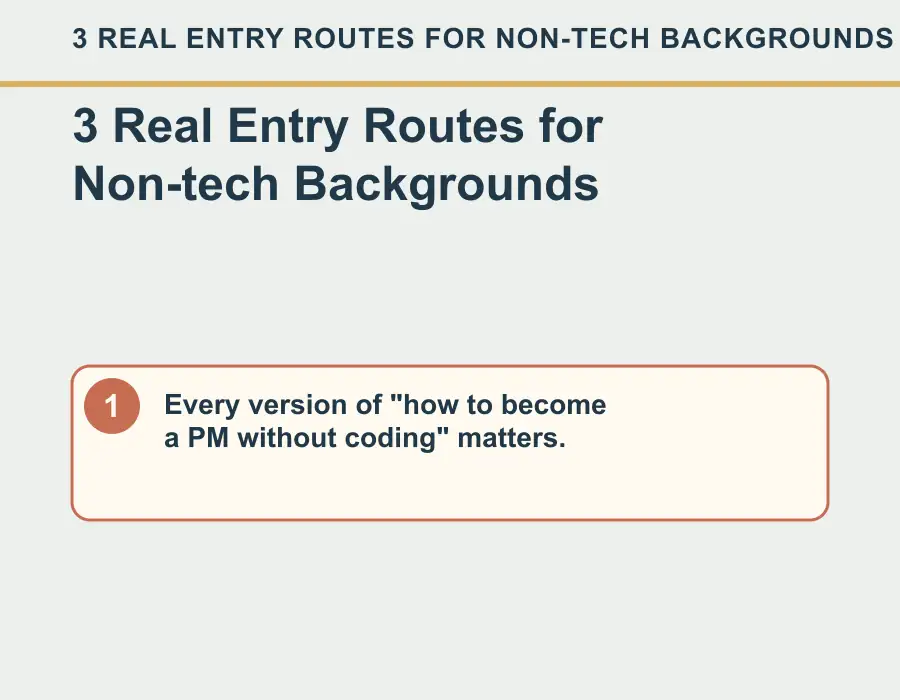 3 REAL ENTRY ROUTES FOR NON-TECH BACKGROUNDS
3 Real Entry Routes for
Non-tech Backgrounds
1
Every version of "how to become
a PM without coding" matters.